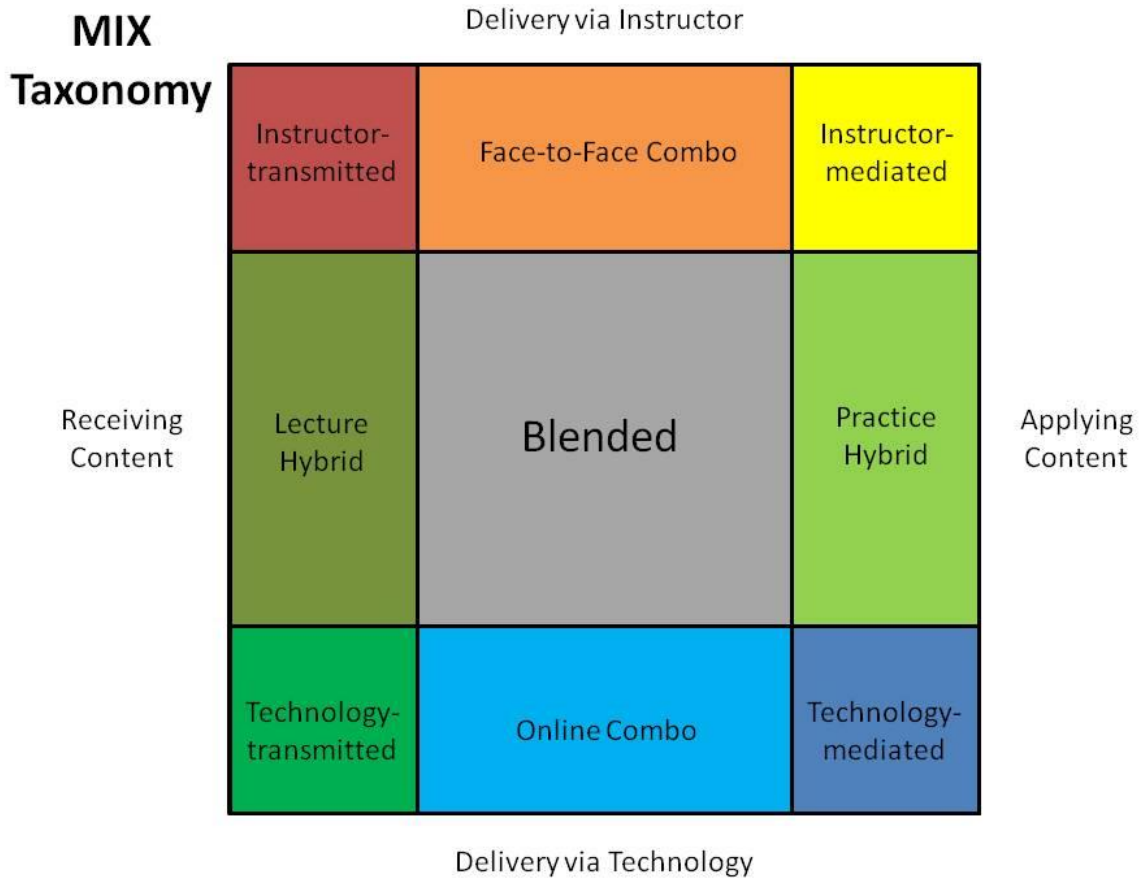 MIX
Taxonomy
Delivery via Instructor
Instructor-
transmitted
Face-to-Face Combo
Instructor-
mediated
Receiving
Content
Lecture
Hybrid
Blended
Practice
Hybrid
Applying
Content
Technology-
transmitted
Online Combo
Technology-
mediated
Delivery via Technology